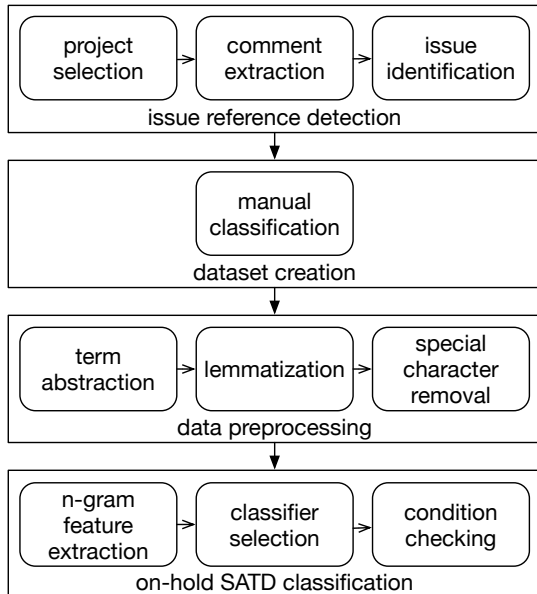 project
selection
comment
extraction
issue
identification
issue reference detection
manual
classification
dataset creation
term
abstraction
lemmatization
special
character
removal
data preprocessing
n-gram
feature
extraction
classifier
selection
condition
checking
on-hold SATD classification